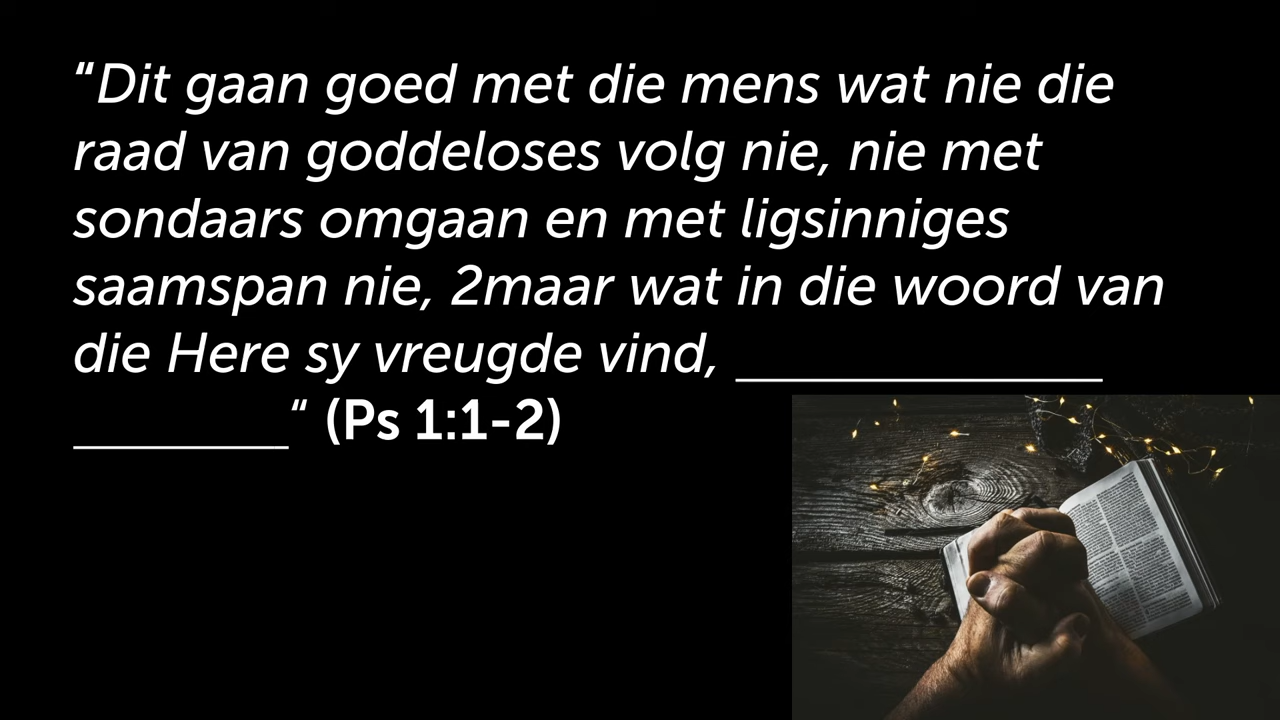 “Dit gaan goed met die mens wat nie die
raad van goddeloses volg nie, nie met
sondaars omgaan en met ligsinniges
saamspan nie, 2maar wat in die woord van
die Here sy vreugde vind, _________________
__________“ (Ps 1:1-2)